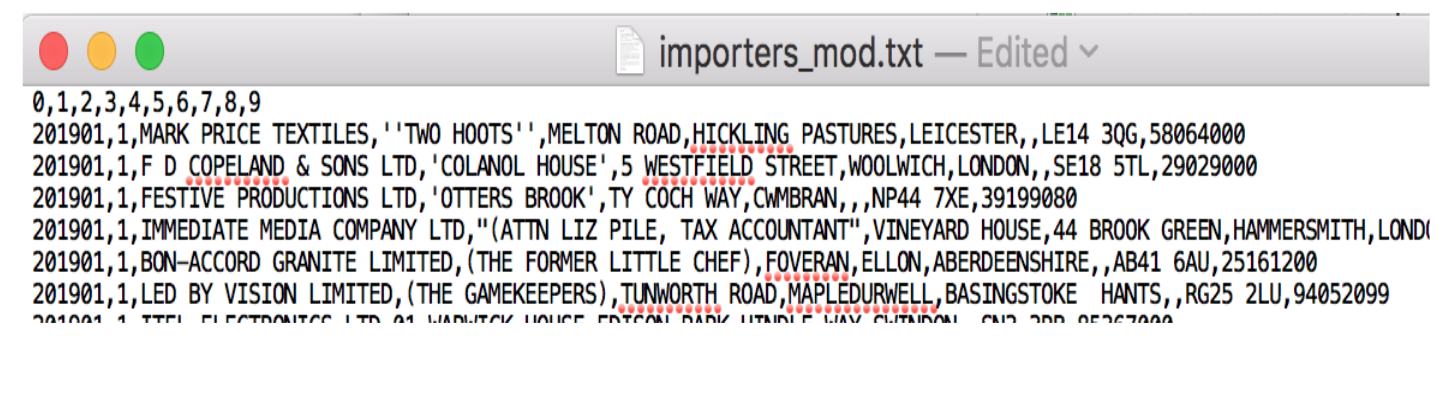 importers_mod.txt — Edited
0,1,2,3,4,5,6,7,8,9
201901,1,MARK PRICE TEXTILES,''TWO HOOTS'',MELTON ROAD,HICKLING PASTURES,LEICESTER,,LE14 3QG,58064000
201901,1,F D COPELAND & SONS LTD,'COLANOL HOUSE',5 WESTFIELD STREET,WOOLWICH,LONDON,,SE18 5TL,29029000
201901,1,FESTIVE PRODUCTIONS LTD,'OTTERS BROOK',TY COCH WAY,CWMBRAN,,,NP44 7XE,39199080
201901,1,IMMEDIATE MEDIA COMPANY LTD,"(ATTN LIZ PILE, TAX ACCOUNTANT",VINEYARD HOUSE,44 BROOK GREEN,HAMMERSMITH,
201901,1,BON-ACCORD GRANITE LIMITED,(THE FORMER LITTLE CHEF),FOVERAN,ELLON,ABERDEENSHIRE,,AB41 6AU,25161200
201901,1,LED BY VISION LIMITED,(THE GAMEKEEPERS),TUNWORTH ROAD,MAPLEDURWELL,BASINGSTOKE  HANTS,,RG25 2LU,94052099